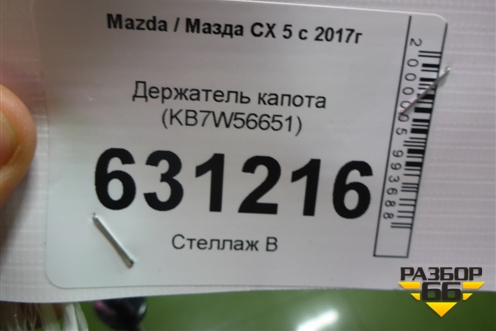 Mazda / Мазда CX 5 с 2017г
Держатель капота
(KB7W56651)
631216
Стеллаж В
2000005993688
РАЗБОР
66